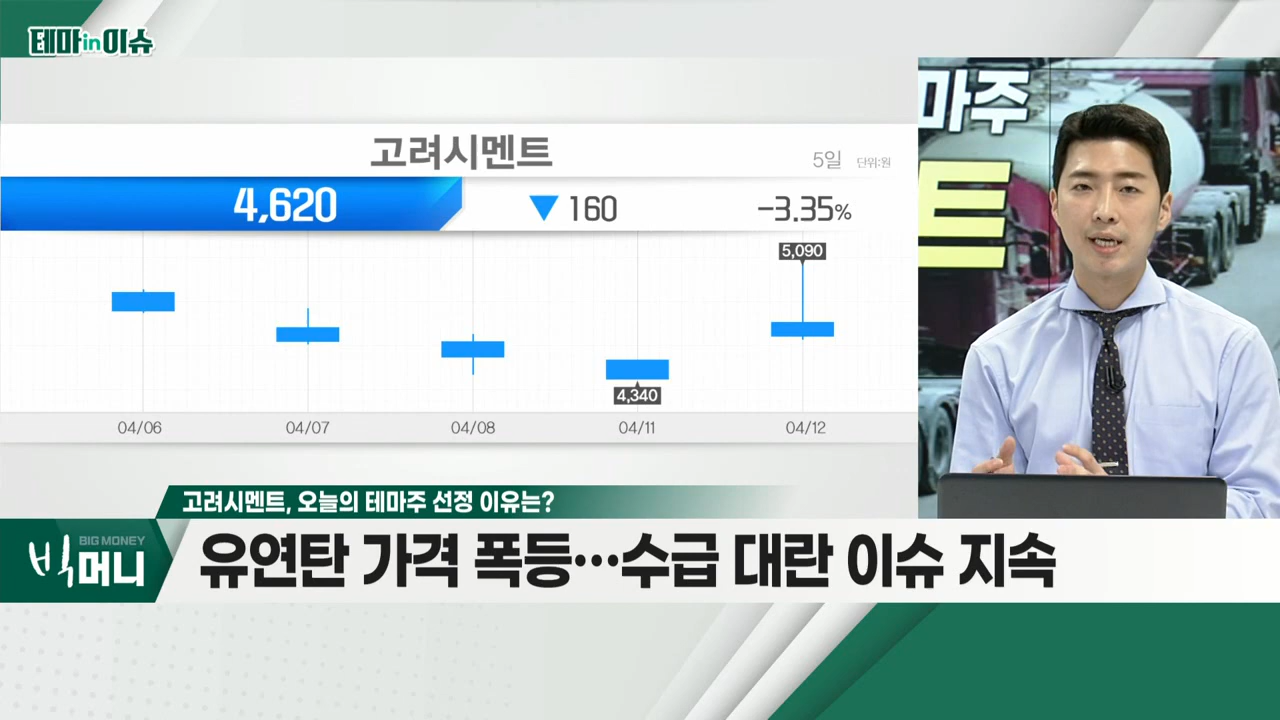 테마in이슈
고려시멘트
5일 단위:원
4,620 ▼160 -3.35%
5,090
4,340
04/06 04/07 04/08 04/11 04/12
마주
트
고려시멘트, 오늘의 테마주 선정 이유는?
BIG MONEY
빅머니
유연탄 가격 폭등…수급 대란 이슈 지속